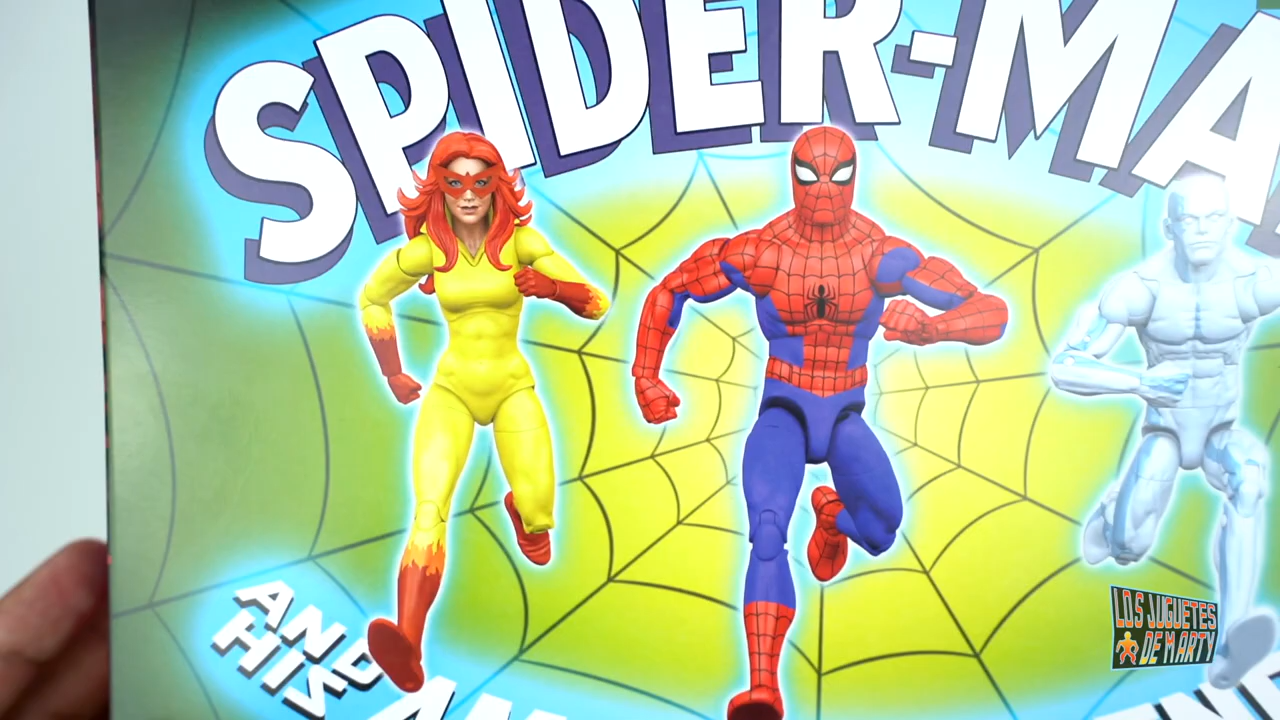 SPIDER-MA
AND
HIS
LOS JUGUETES
DE MARTY